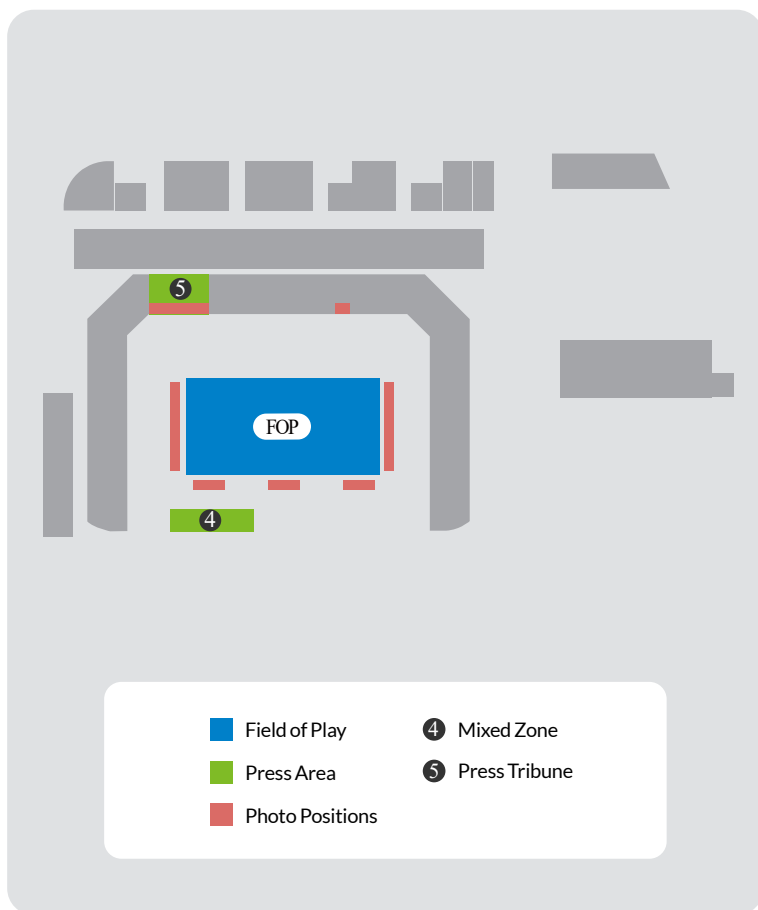 5
FOP
4
Field of Play
4 Mixed Zone
Press Area
5 Press Tribune
Photo Positions